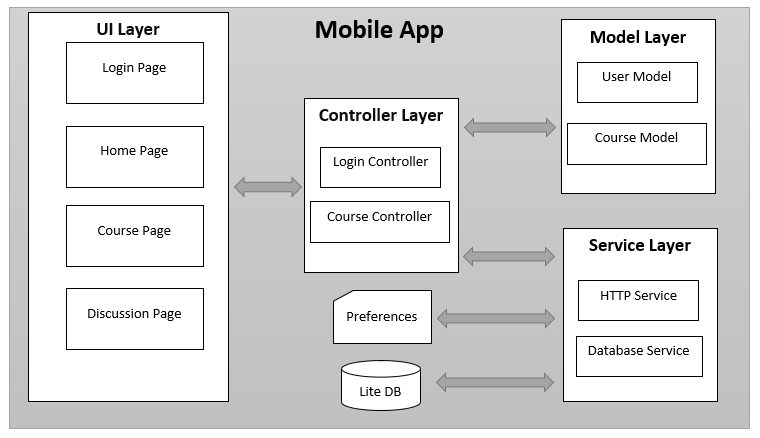 Mobile App
UI Layer
Login Page
Home Page
Course Page
Discussion Page
Controller Layer
Login Controller
Course Controller
Preferences
Lite DB
Model Layer
User Model
Course Model
Service Layer
HTTP Service
Database Service